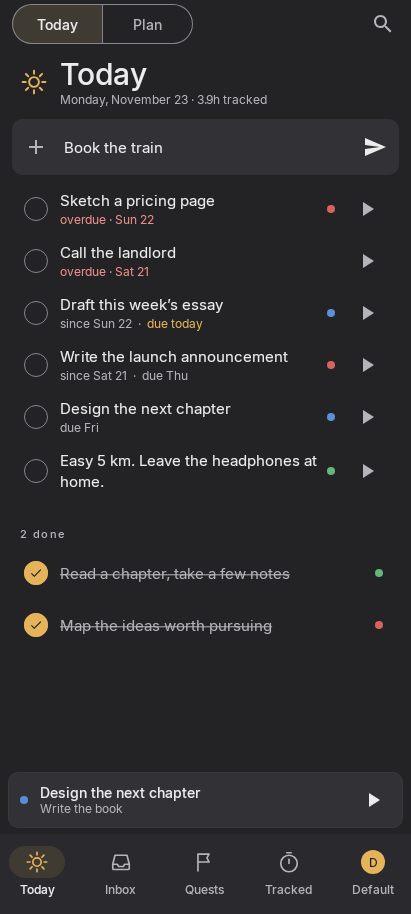 Today
Plan
Today
Monday, November 23 · 3.9h tracked
Book the train
Sketch a pricing page
overdue · Sun 22
Call the landlord
overdue · Sat 21
Draft this week’s essay
since Sun 22 · due today
Write the launch announcement
since Sat 21 · due Thu
Design the next chapter
due Fri
Easy 5 km. Leave the headphones at
home.
2 done
Read a chapter, take a few notes
Map the ideas worth pursuing
Design the next chapter
Write the book
D
Today
Inbox
Quests
Tracked
Default